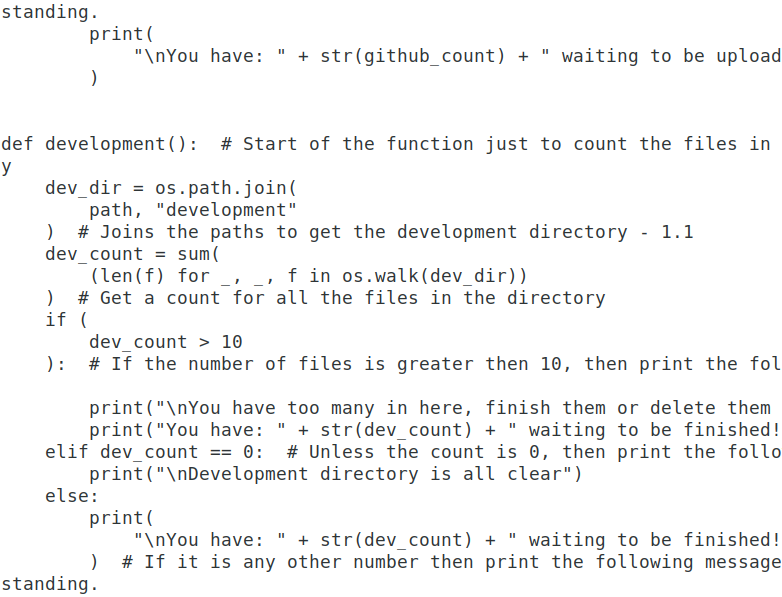 standing.
        print(
            "\nYou have: " + str(github_count) + " waiting to be upload
        )


def development():  # Start of the function just to count the files in
y
    dev_dir = os.path.join(
        path, "development"
    )  # Joins the paths to get the development directory - 1.1
    dev_count = sum(
        (len(f) for _, _, f in os.walk(dev_dir))
    )  # Get a count for all the files in the directory
    if (
        dev_count > 10
    ):  # If the number of files is greater then 10, then print the fol

        print("\nYou have too many in here, finish them or delete them
        print("You have: " + str(dev_count) + " waiting to be finished!
    elif dev_count == 0:  # Unless the count is 0, then print the follo
        print("\nDevelopment directory is all clear")
    else:
        print(
            "\nYou have: " + str(dev_count) + " waiting to be finished!
        )  # If it is any other number then print the following message
standing.